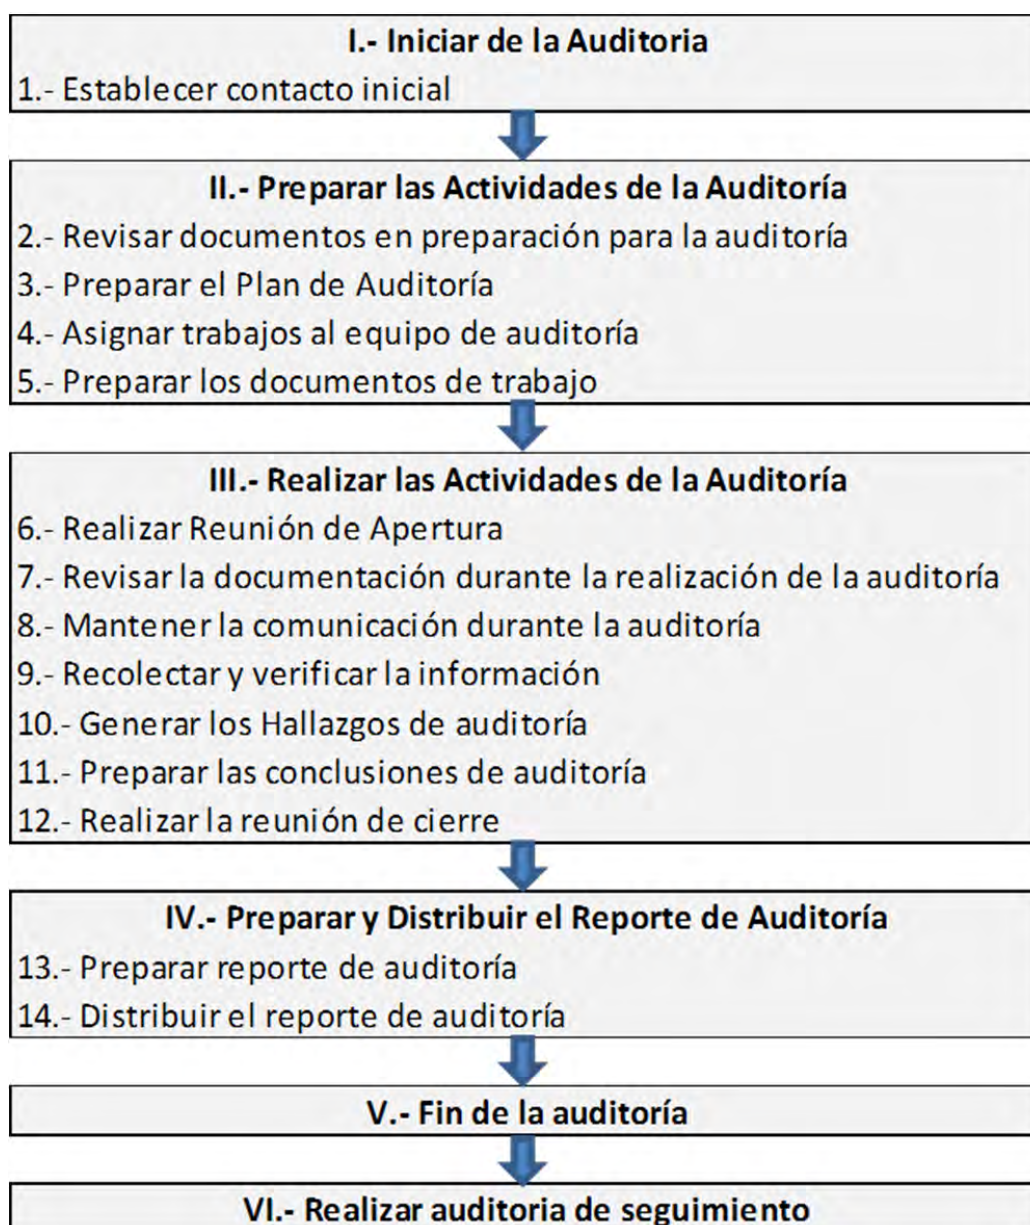 I.- Iniciar de la Auditoria
1.- Establecer contacto inicial
II.- Preparar las Actividades de la Auditoría
2.- Revisar documentos en preparación para la auditoría
3.- Preparar el Plan de Auditoría
4.- Asignar trabajos al equipo de auditoría
5.- Preparar los documentos de trabajo
III.- Realizar las Actividades de la Auditoría
6.- Realizar Reunión de Apertura
7.- Revisar la documentación durante la realización de la auditoría
8.- Mantener la comunicación durante la auditoría
9.- Recolectar y verificar la información
10.- Generar los Hallazgos de auditoría
11.- Preparar las conclusiones de auditoría
12.- Realizar la reunión de cierre
IV.- Preparar y Distribuir el Reporte de Auditoría
13.- Preparar reporte de auditoría
14.- Distribuir el reporte de auditoría
V.- Fin de la auditoría
VI.- Realizar auditoria de seguimiento